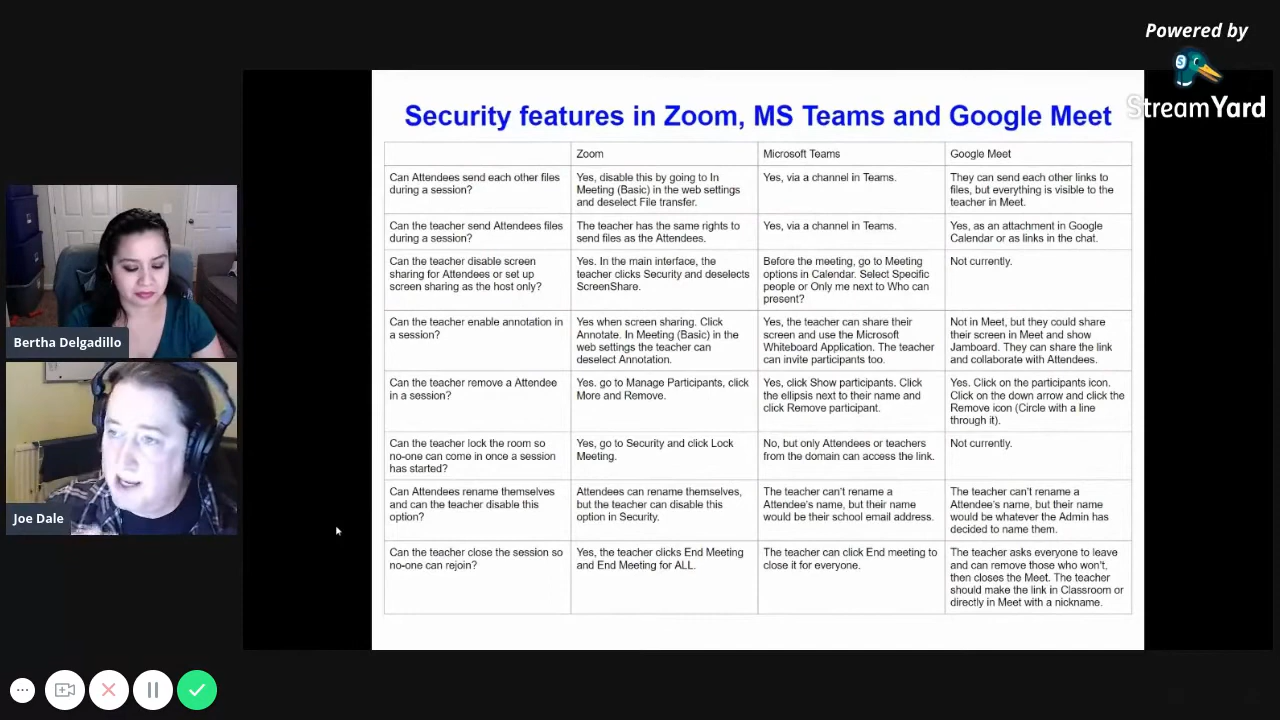 Powered by
StreamYard
Security features in Zoom, MS Teams and Google Meet
Zoom
Microsoft Teams
Google Meet
Can Attendees send each other files
during a session?
Yes, disable this by going to In
Meeting (Basic) in the web settings
and deselect File transfer.
Yes, via a channel in Teams.
They can send each other links to
files, but everything is visible to the
teacher in Meet.
Can the teacher send Attendees files
during a session?
The teacher has the same rights to
send files as the Attendees.
Yes, via a channel in Teams.
Yes, as an attachment in Google
Calendar or as links in the chat.
Can the teacher disable screen
sharing for Attendees or set up
screen sharing as the host only?
Yes. In the main interface, the
teacher clicks Security and deselects
ScreenShare.
Before the meeting, go to Meeting
options in Calendar. Select Specific
people or Only me next to Who can
present?
Not currently.
Can the teacher enable annotation in
a session?
Yes when screen sharing. Click
Annotate. In Meeting (Basic) in the
web settings the teacher can
deselect Annotation.
Yes, the teacher can share their
screen and use the Microsoft
Whiteboard Application. The teacher
can invite participants too.
Not in Meet, but they could share
their screen in Meet and show
Jamboard. They can share the link
and collaborate with Attendees.
Can the teacher remove a Attendee
in a session?
Yes. go to Manage Participants, click
More and Remove.
Yes, click Show participants. Click
the ellipsis next to their name and
click Remove participant.
Yes. Click on the participants icon.
Click on the down arrow and click the
Remove icon (Circle with a line
through it).
Can the teacher lock the room so
no-one can come in once a session
has started?
Yes, go to Security and click Lock
Meeting.
No, but only Attendees or teachers
from the domain can access the link.
Not currently.
Can Attendees rename themselves
and can the teacher disable this
option?
Attendees can rename themselves,
but the teacher can disable this
option in Security.
The teacher can't rename a
Attendee's name, but their name
would be their school email address.
The teacher can't rename a
Attendee's name, but their name
would be whatever the Admin has
decided to name them.
Can the teacher close the session so
no-one can rejoin?
Yes, the teacher clicks End Meeting
and End Meeting for ALL.
The teacher can click End meeting to
close it for everyone.
The teacher asks everyone to leave
and can remove those who won't,
then closes the Meet. The teacher
should make the link in Classroom or
directly in Meet with a nickname.
Bertha Delgadillo
Joe Dale